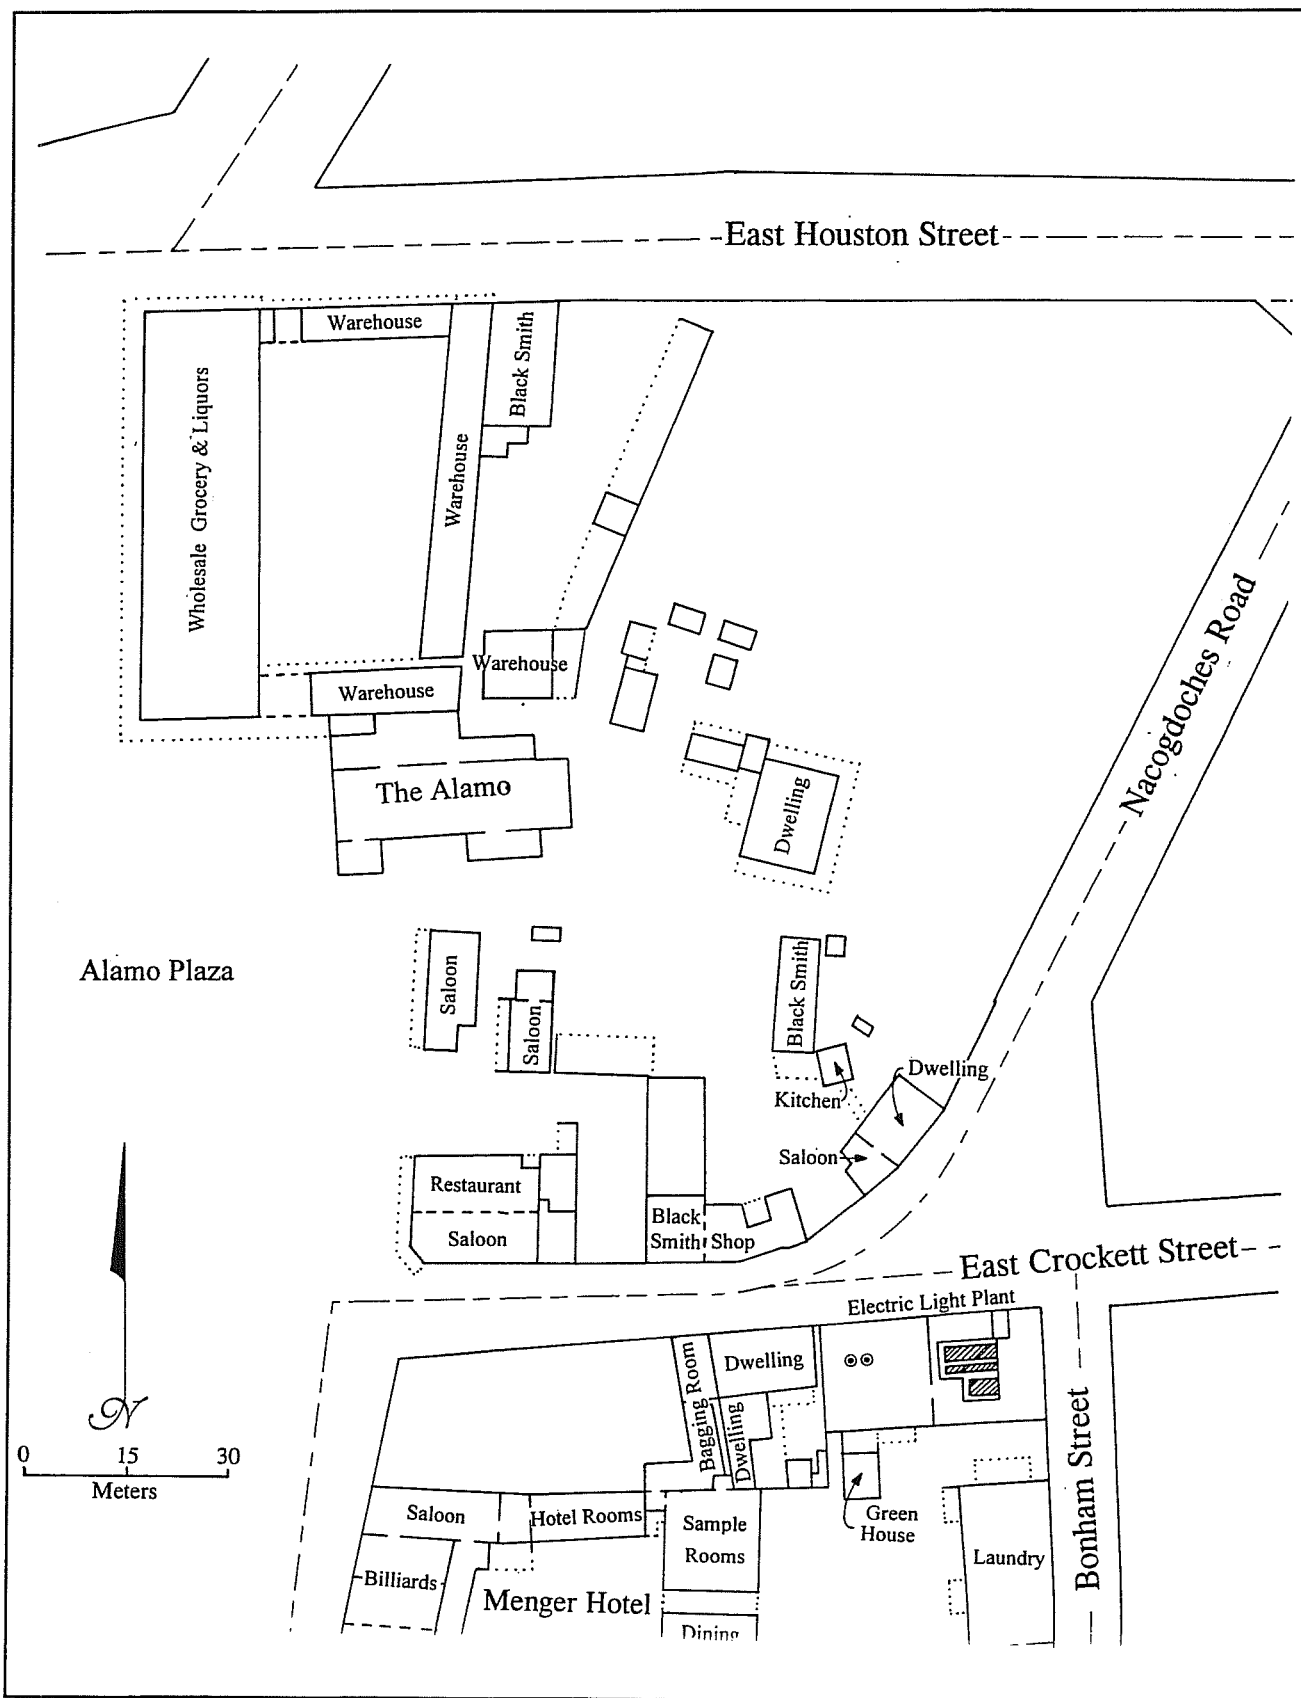 East Houston Street
Warehouse
Black Smith
Wholesale Grocery & Liquors
Warehouse
Nacogdoches Road
Warehouse
Warehouse
The Alamo
Dwelling
Alamo Plaza
Saloon
Saloon
Black Smith
Dwelling
Kitchen
Saloon
Restaurant
Saloon
Black
Smith Shop
East Crockett Street
Electric Light Plant
Dwelling
Bagging Room
Dwelling
N
0 15 30
Meters
Bonham Street
Saloon
Hotel Rooms
Sample
Rooms
Green
House
Laundry
Billiards
Menger Hotel
Dining